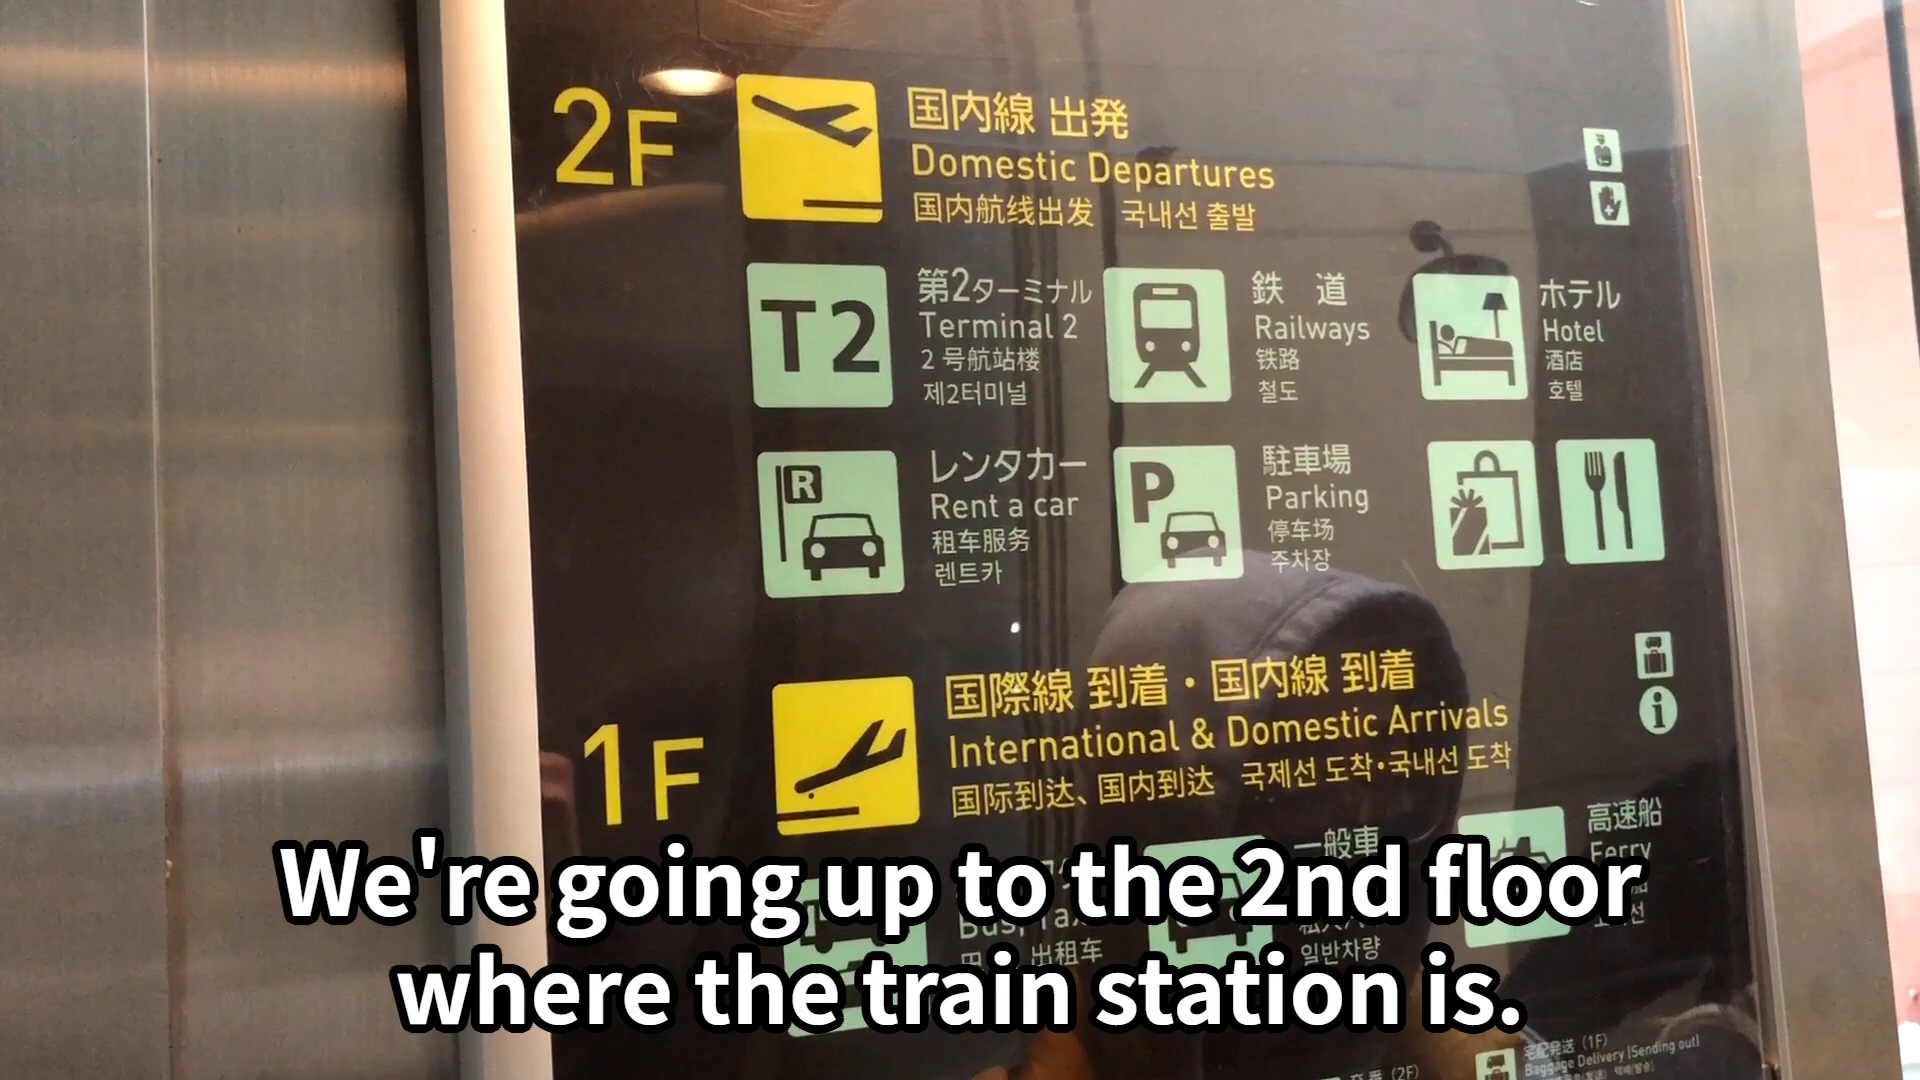 2F
国内線 出発
Domestic Departures
国内航线出发 국내선 출발
T2
第2ターミナル
Terminal 2
2 号航站楼
제2터미널
鉄 道
Railways
铁路
철도
ホテル
Hotel
酒店
호텔
R
レンタカー
Rent a car
租车服务
렌트카
P
駐車場
Parking
停车场
주차장
1F
国際線 到着・国内線 到着
International & Domestic Arrivals
国际到达、国内到达 국제선 도착•국내선 도착
i
Bus,
出租车
一般車
일반차량
高速船
Ferry
宅配発送 (1F)
Baggage Delivery (Sending out)
(2F)
We're going up to the 2nd floor
where the train station is.